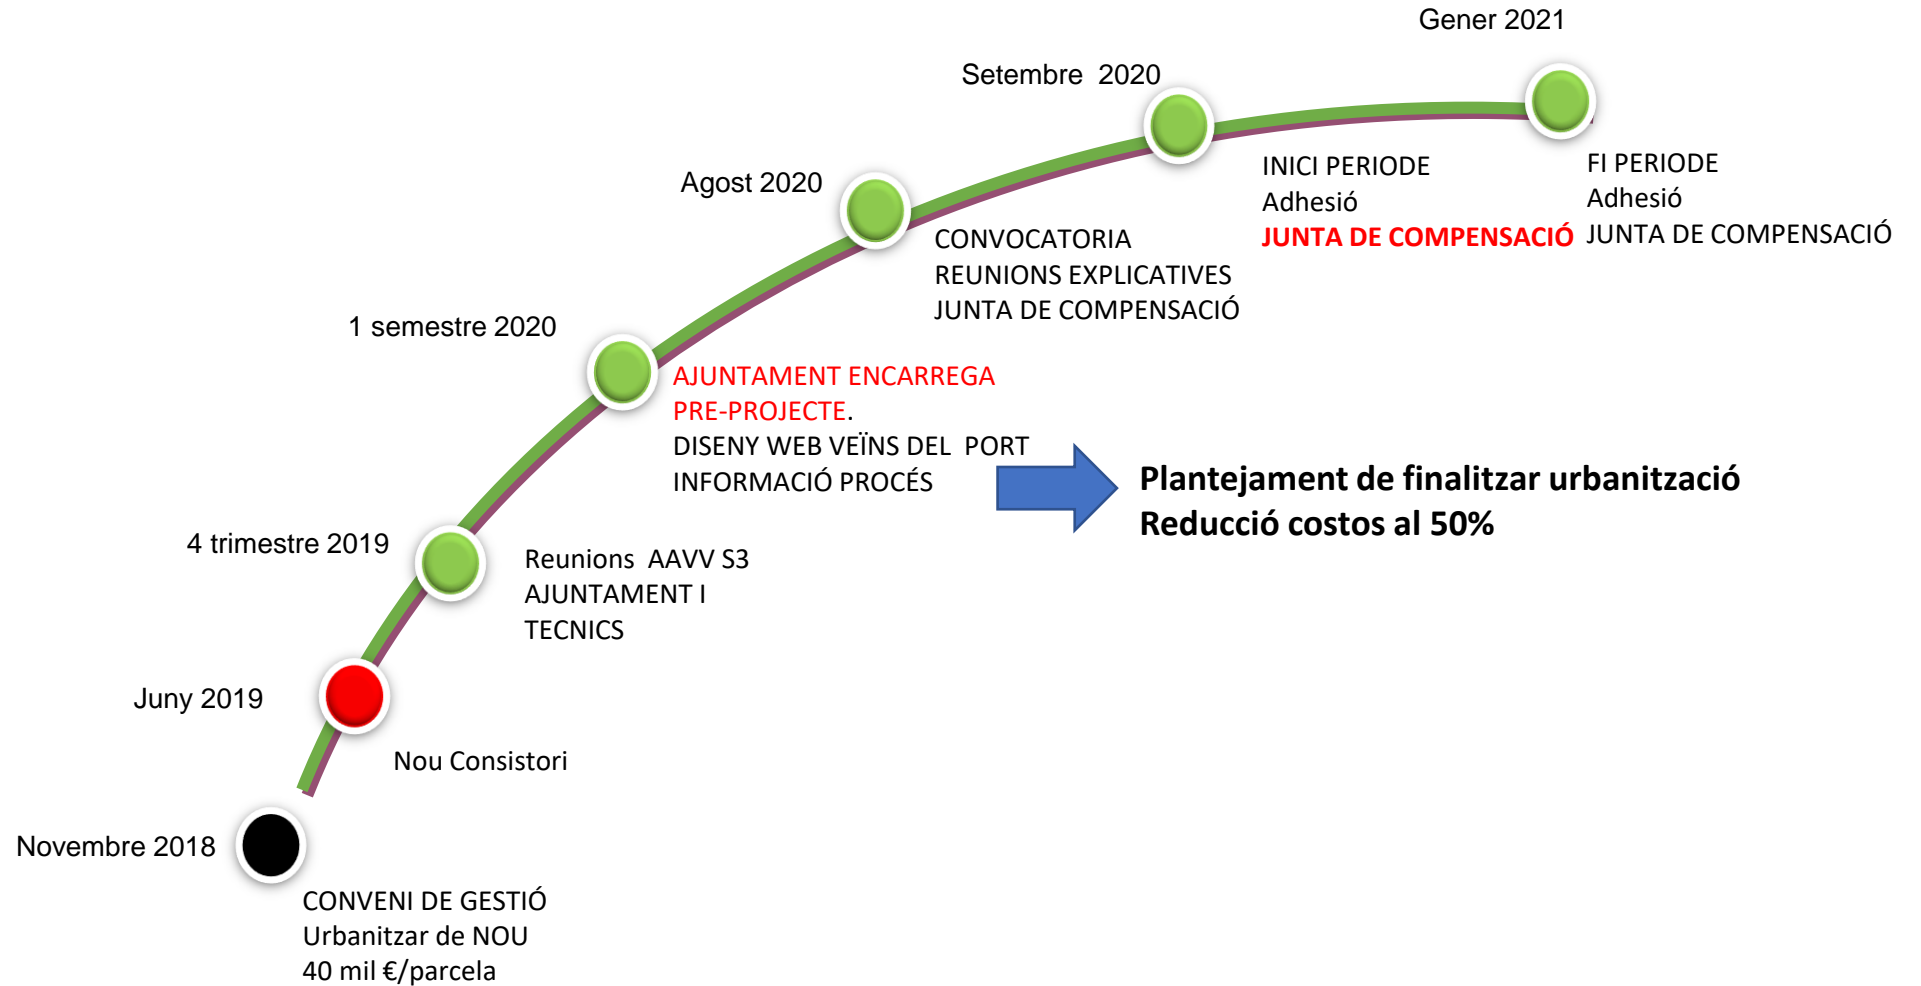 Gener 2021
Setembre 2020
INICI PERIODE
Adhesió
JUNTA DE COMPENSACIÓ
FI PERIODE
Adhesió
JUNTA DE COMPENSACIÓ
Agost 2020
CONVOCATORIA
REUNIONS EXPLICATIVES
JUNTA DE COMPENSACIÓ
1 semestre 2020
AJUNTAMENT ENCARREGA
PRE-PROJECTE.
DISENY WEB VEÏNS DEL PORT
INFORMACIÓ PROCÉS
Plantejament de finalitzar urbanització
Reducció costos al 50%
4 trimestre 2019
Reunions AAVV S3
AJUNTAMENT I
TECNICS
Juny 2019
Nou Consistori
Novembre 2018
CONVENI DE GESTIÓ
Urbanitzar de NOU
40 mil €/parcela